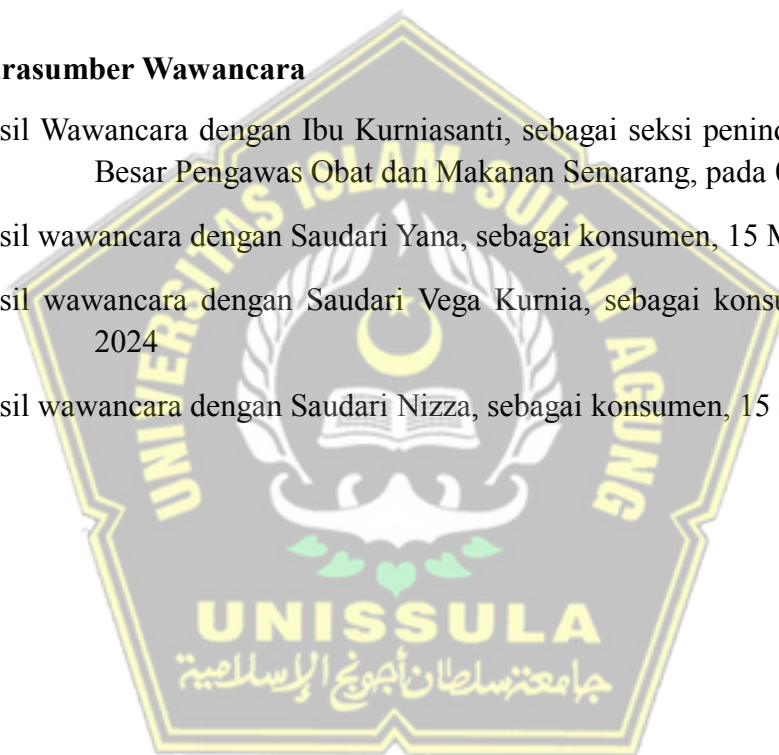 rasumber Wawancara
sil Wawancara dengan Ibu Kurniasanti, sebagai seksi penind
Besar Pengawas Obat dan Makanan Semarang, pada
sil wawancara dengan Saudari Yana, sebagai konsumen, 15 M
sil wawancara dengan Saudari Vega Kurnia, sebagai konsu
2024
sil wawancara dengan Saudari Nizza, sebagai konsumen, 15
UNIVERSITAS ISLAM SULTAN AGUNG
UNISSULA
جامعة سلطان أجونج الإسلامية